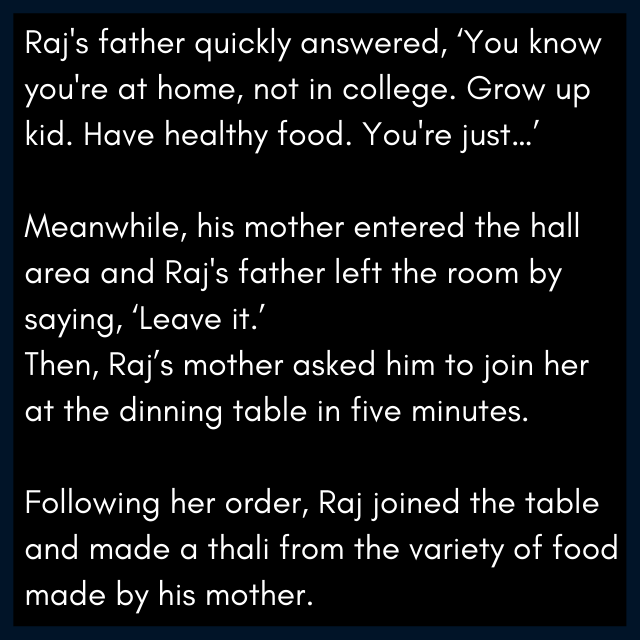 Raj's father quickly answered, ‘You know
you're at home, not in college. Grow up
kid. Have healthy food. You're just...’
Meanwhile, his mother entered the hall
area and Raj's father left the room by
saying, ‘Leave it.’
Then, Raj’s mother asked him to join her
at the dinning table in five minutes.
Following her order, Raj joined the table
and made a thali from the variety of food
made by his mother.